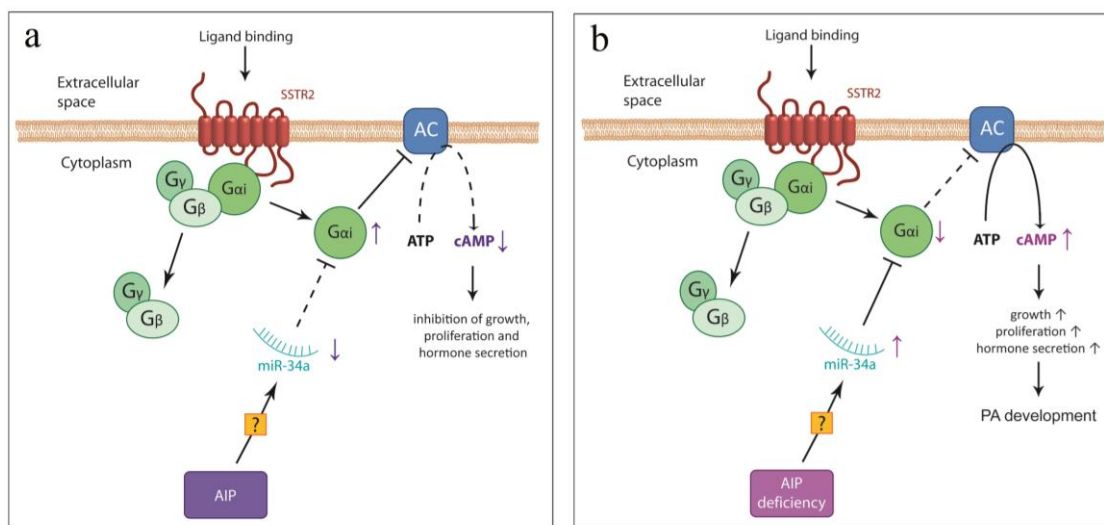 a
Ligand binding
Extracellular
space
SSTR2
AC
Cytoplasm
Gγ
Gβ
Gαi
Gαi ↑
ATP
cAMP ↓
Gγ
Gβ
inhibition of growth,
proliferation and
hormone secretion
miR-34a ↓
?
AIP
b
Ligand binding
Extracellular
space
SSTR2
AC
Cytoplasm
Gγ
Gβ
Gαi
Gαi ↓
ATP
cAMP ↑
Gγ
Gβ
growth ↑
proliferation ↑
hormone secretion ↑
miR-34a ↑
PA development
?
AIP
deficiency